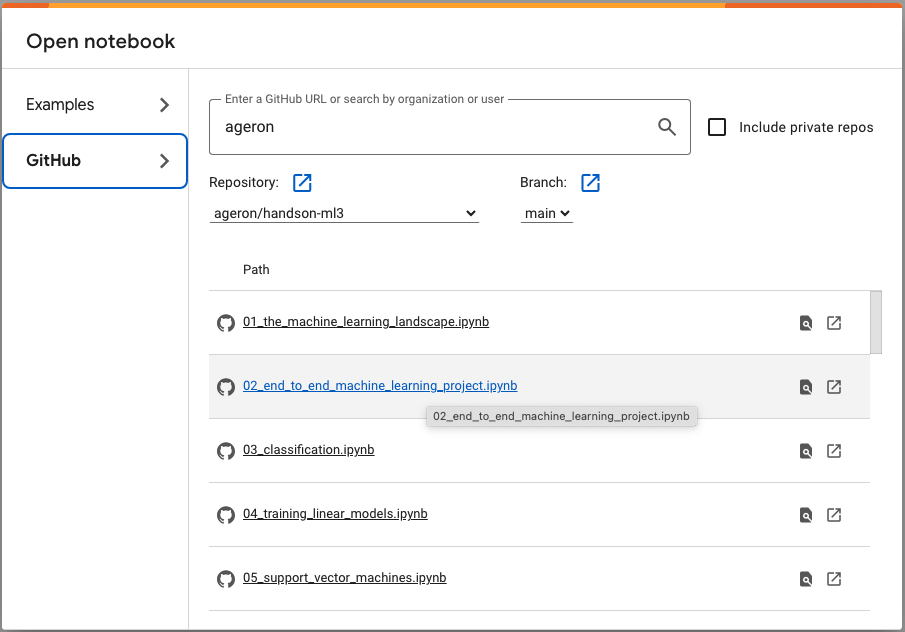 Open notebook
Examples
GitHub
Enter a GitHub URL or search by organization or user
ageron
Include private repos
Repository:
Branch:
ageron/handson-ml3
main
Path
01_the_machine_learning_landscape.ipynb
02_end_to_end_machine_learning_project.ipynb
02_end_to_end_machine_learning_project.ipynb
03_classification.ipynb
04_training_linear_models.ipynb
05_support_vector_machines.ipynb